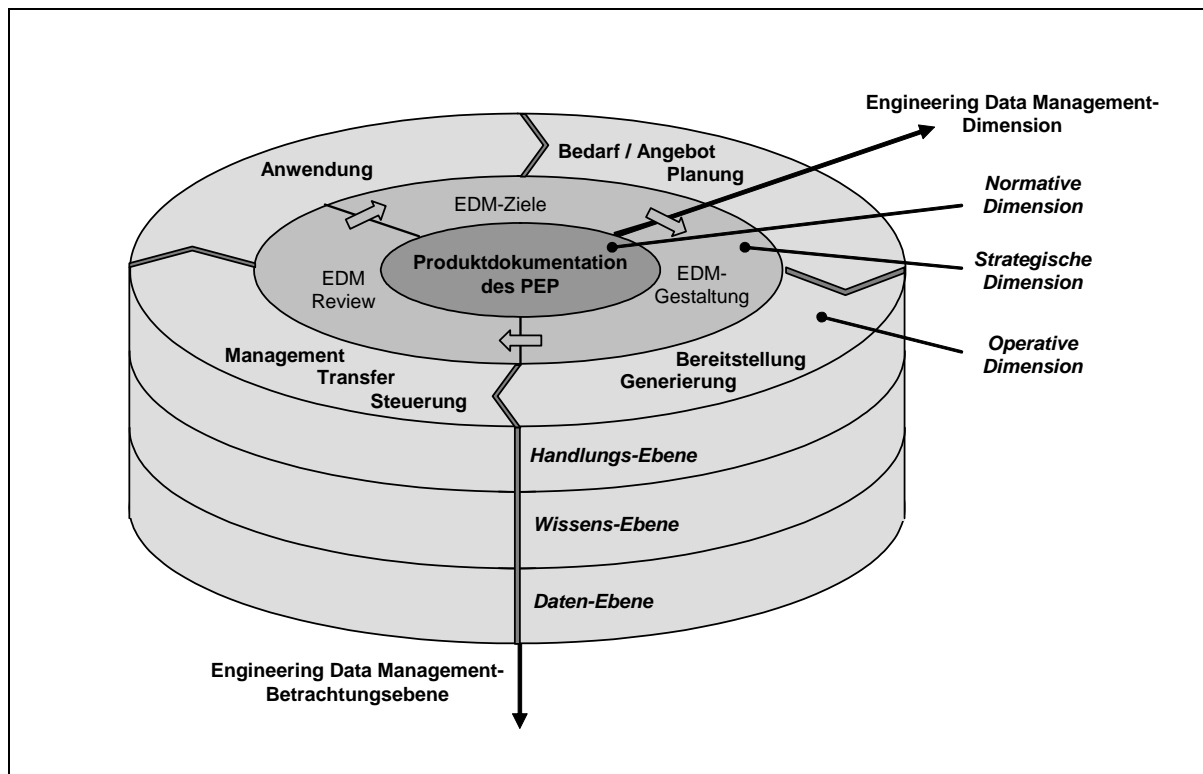 Engineering Data Management-
Dimension
Bedarf / Angebot
Planung
Anwendung
Normative
Dimension
EDM-Ziele
Produktdokumentation
des PEP
Strategische
Dimension
EDM
Review
EDM-
Gestaltung
Operative
Dimension
Management
Transfer
Steuerung
Bereitstellung
Generierung
Handlungs-Ebene
Wissens-Ebene
Daten-Ebene
Engineering Data Management-
Betrachtungsebene